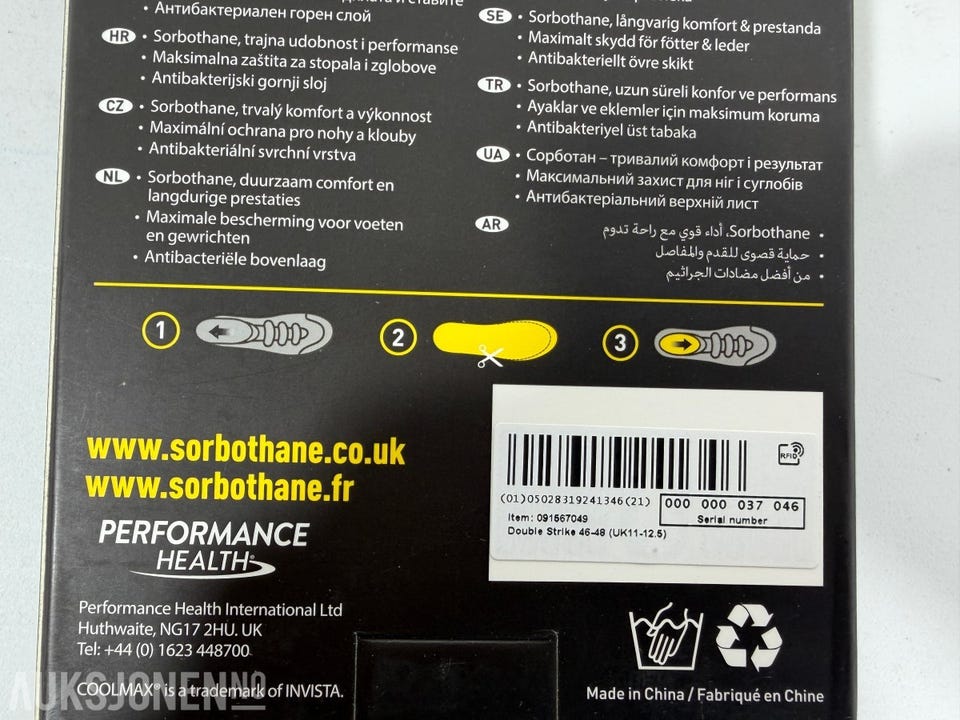 • Антибактериален горен слой
HR • Sorbothane, trajna udobnost i performanse
• Maksimalna zaštita za stopala i zglobove
• Antibakterijski gornji sloj
CZ • Sorbothane, trvalý komfort a výkonnost
• Maximální ochrana pro nohy a klouby
• Antibakteriální svrchní vrstva
NL • Sorbothane, duurzaam comfort en
langdurige prestaties
• Maximale bescherming voor voeten
en gewrichten
• Antibacteriële bovenlaag
SE • Sorbothane, långvarig komfort & prestanda
• Maximalt skydd för fötter & leder
• Antibakteriellt övre skikt
TR • Sorbothane, uzun süreli konfor ve performans
• Ayaklar ve eklemler için maksimum koruma
• Antibakteriyel üst tabaka
UA • Сорботан – тривалий комфорт і результат
• Максимальний захист для ніг і суглобів
• Антибактеріальний верхній лист
AR
• Sorbothane، أداء قوي مع راحة تدوم
• حماية قصوى للقدم والمفاصل
• من أفضل مضادات الجراثيم
1 2 3
www.sorbothane.co.uk
www.sorbothane.fr
PERFORMANCE
HEALTH®
RFID
(01)05028319241346(21) 000 000 037 046
Serial number
Item: 091567049
Double Strike 46-48 (UK11-12.5)
Performance Health International Ltd
Huthwaite, NG17 2HU. UK
Tel: +44 (0) 1623 448700
COOLMAX® is a trademark of INVISTA.
Made in China / Fabriqué en Chine
AUKSJONEN.NO